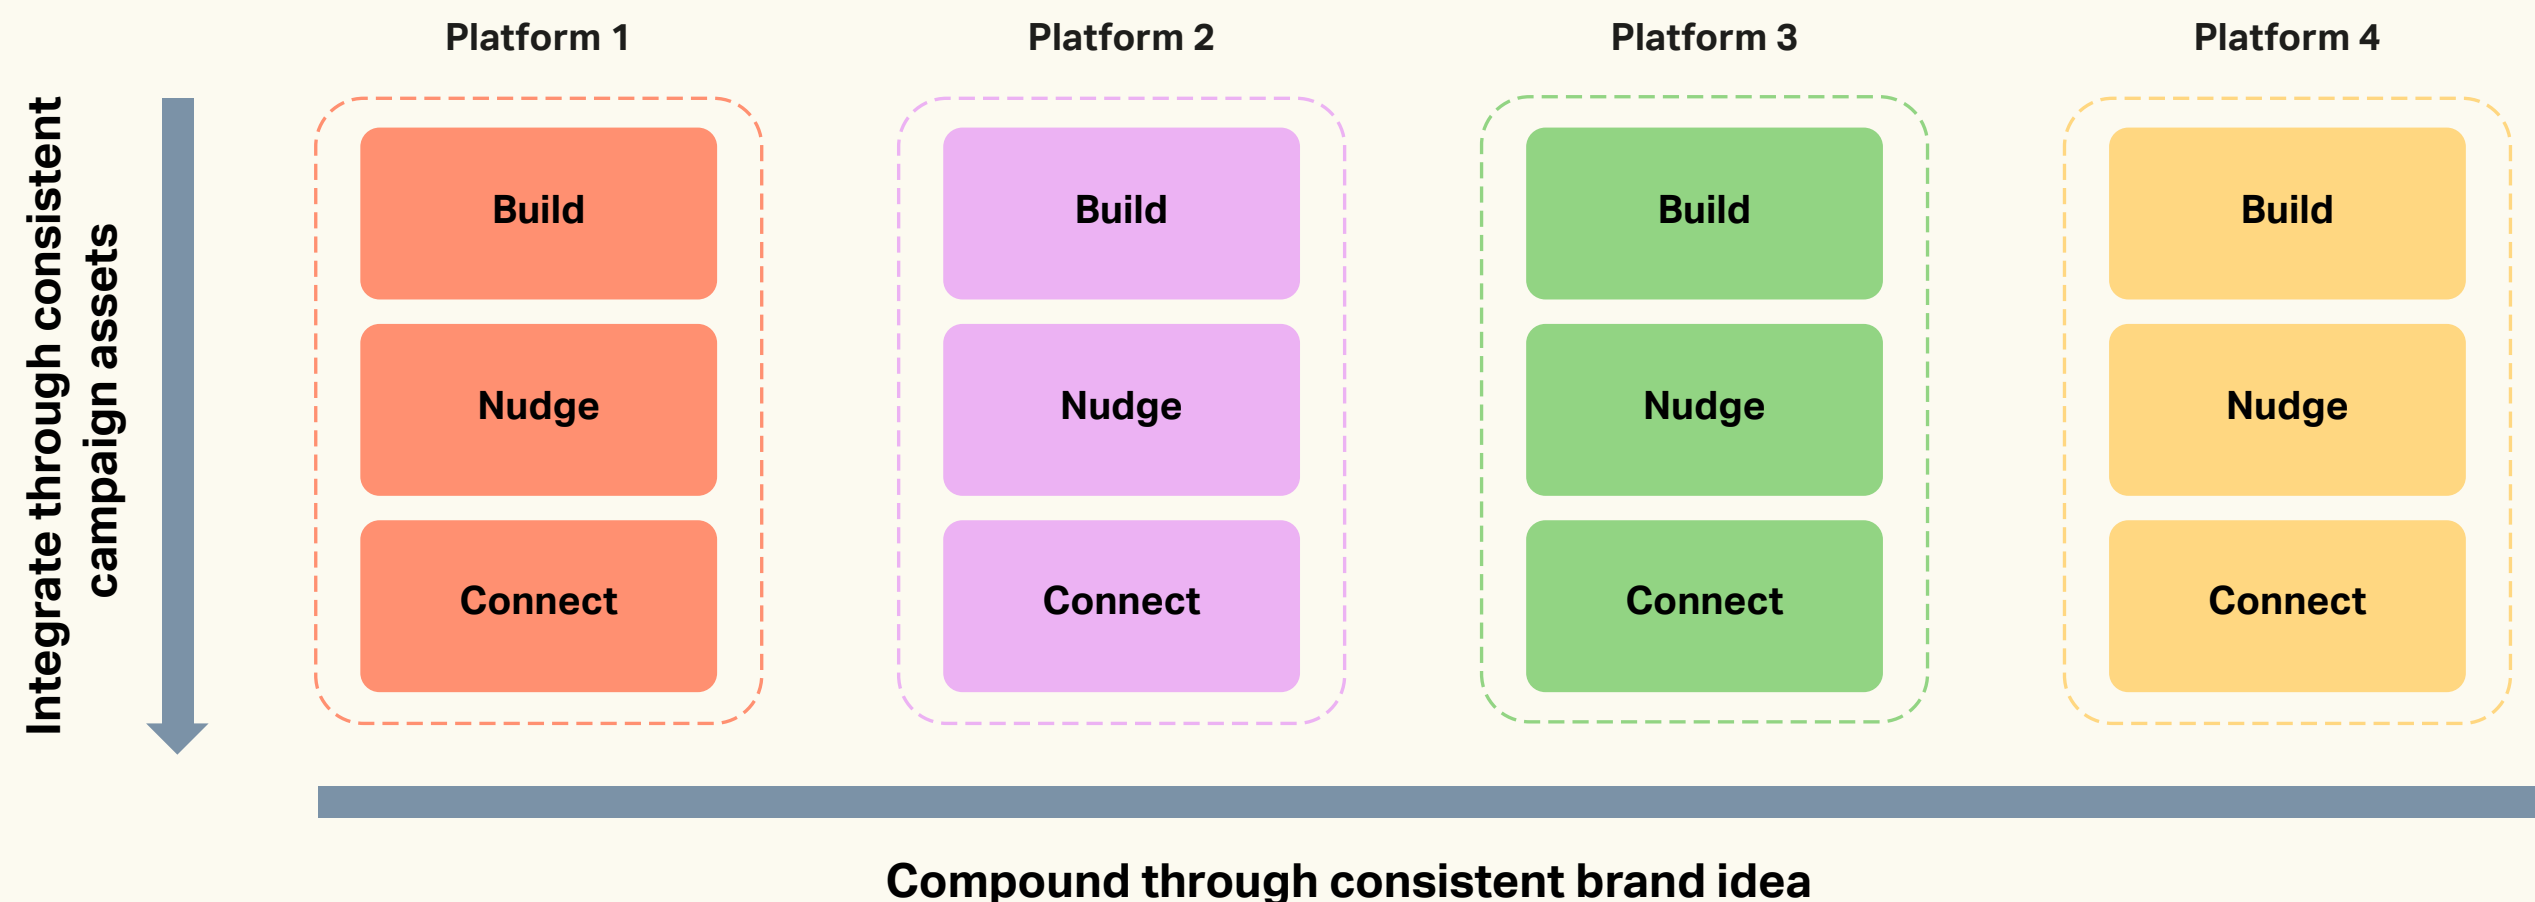 Platform 1
Platform 2
Platform 3
Platform 4
Integrate through consistent
campaign assets
Build
Build
Build
Build
Nudge
Nudge
Nudge
Nudge
Connect
Connect
Connect
Connect
Compound through consistent brand idea